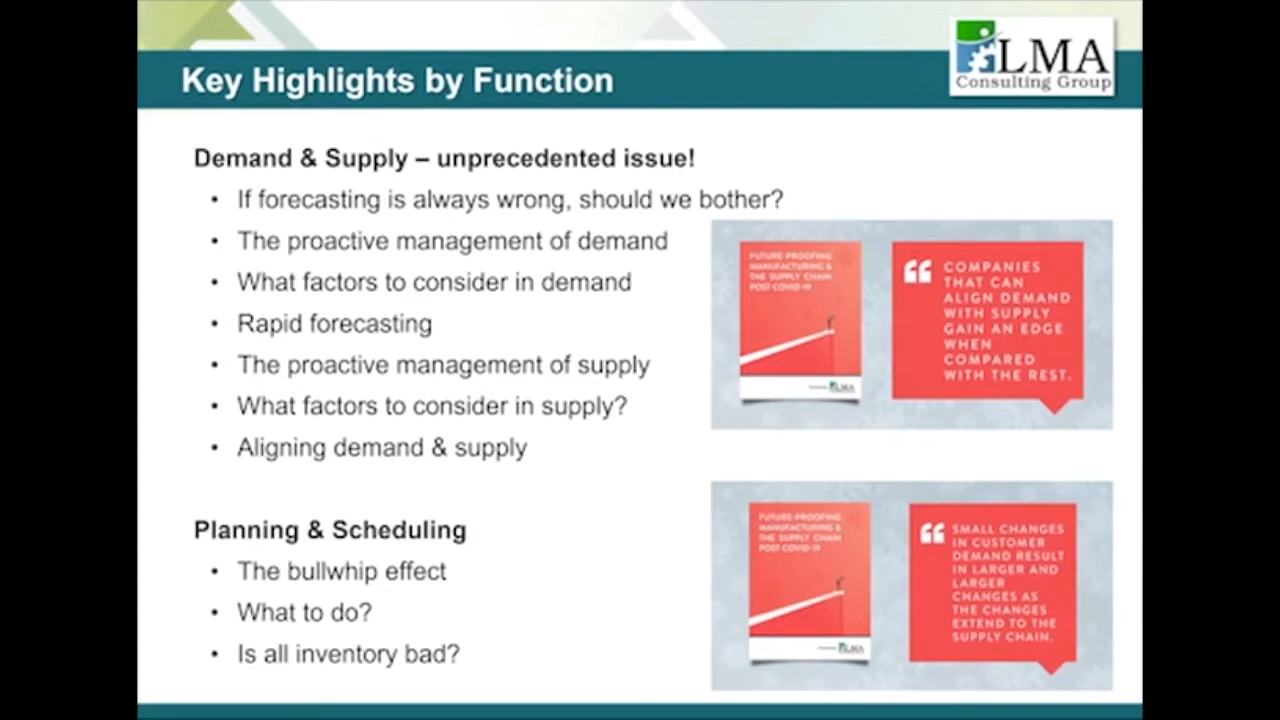 Key Highlights by Function
LMA
Consulting Group
Demand & Supply – unprecedented issue!
• If forecasting is always wrong, should we bother?
• The proactive management of demand
• What factors to consider in demand
• Rapid forecasting
• The proactive management of supply
• What factors to consider in supply?
• Aligning demand & supply
FUTURE-PROOFING
MANUFACTURING &
THE SUPPLY CHAIN
POST-COVID-19
LMA
“ COMPANIES
THAT CAN
ALIGN DEMAND
WITH SUPPLY
GAIN AN EDGE
WHEN
COMPARED
WITH THE REST.
Planning & Scheduling
• The bullwhip effect
• What to do?
• Is all inventory bad?
FUTURE-PROOFING
MANUFACTURING &
THE SUPPLY CHAIN
POST-COVID-19
LMA
“ SMALL CHANGES
IN CUSTOMER
DEMAND RESULT
IN LARGER AND
LARGER
CHANGES AS
THE CHANGES
EXTEND TO THE
SUPPLY CHAIN.